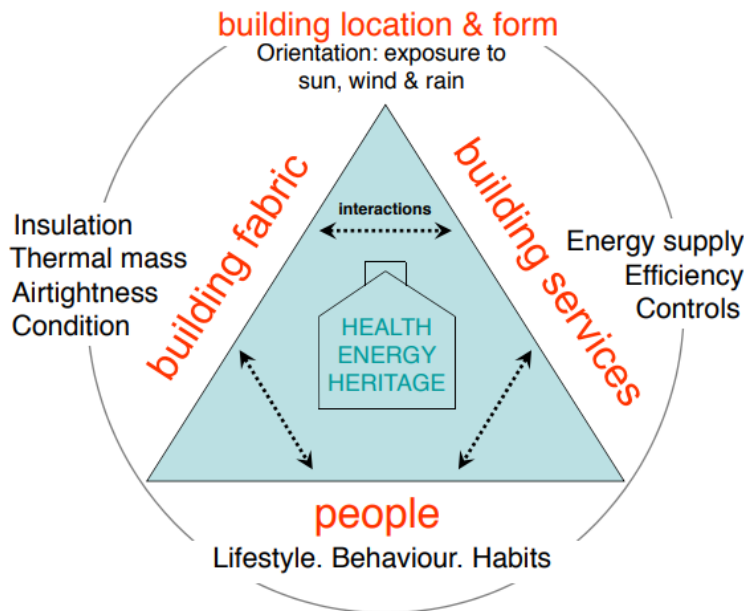 building location & form
Orientation: exposure to
sun, wind & rain
building fabric
building services
interactions
Insulation
Thermal mass
Airtightness
Condition
Energy supply
Efficiency
Controls
HEALTH
ENERGY
HERITAGE
people
Lifestyle. Behaviour. Habits